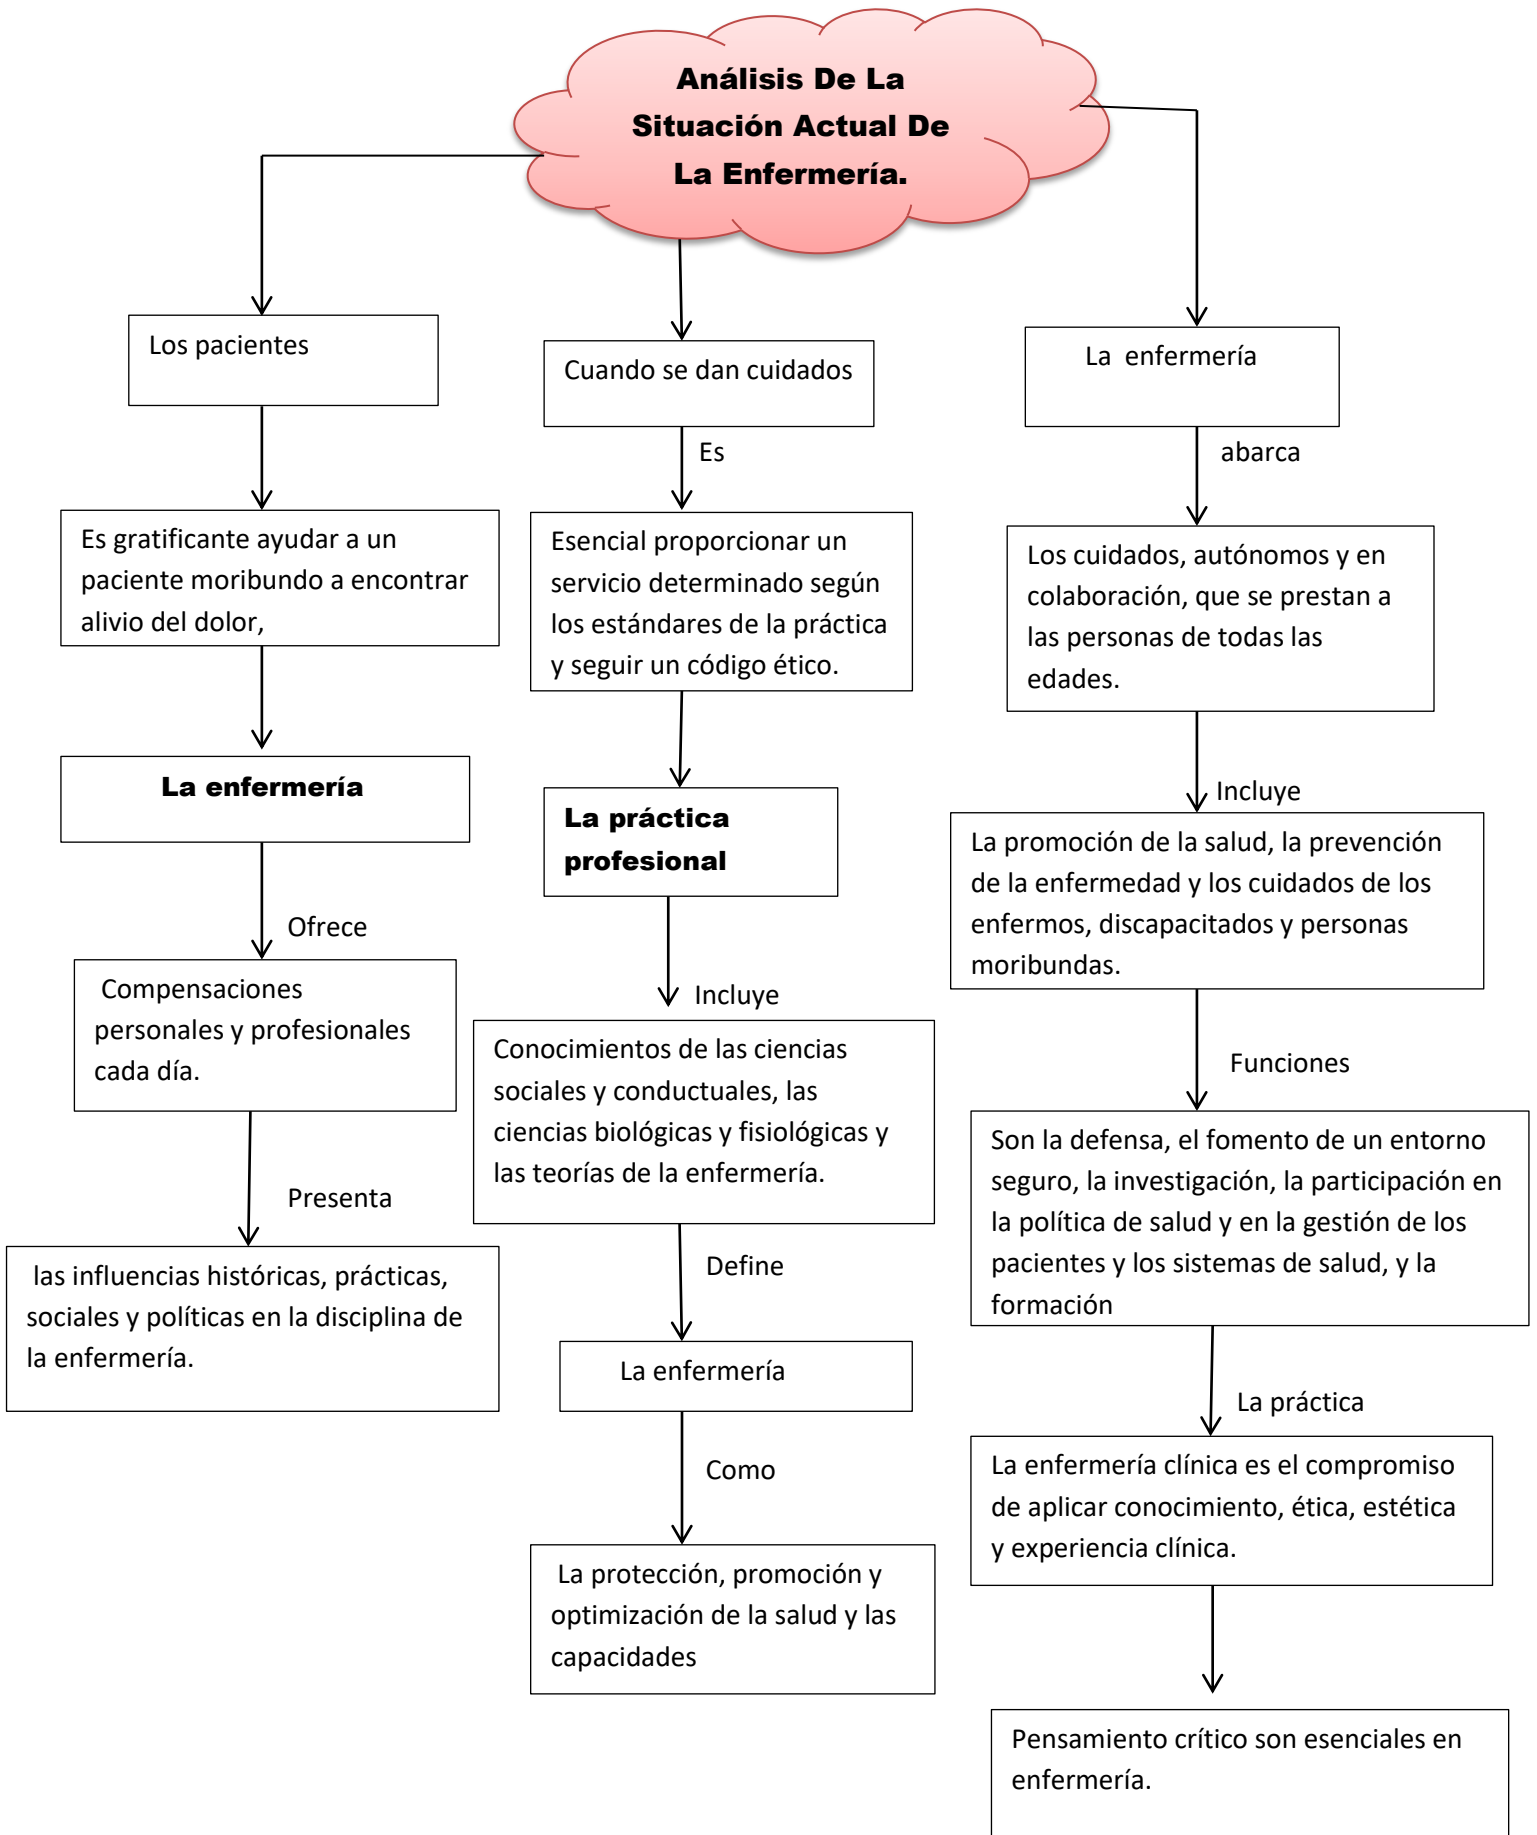 Análisis De La
Situación Actual De
La Enfermería.
Los pacientes
Es gratificante ayudar a un
paciente moribundo a encontrar
alivio del dolor,
La enfermería
Ofrece
Compensaciones
personales y profesionales
cada día.
Presenta
las influencias históricas, prácticas,
sociales y políticas en la disciplina de
la enfermería.
Cuando se dan cuidados
Es
Esencial proporcionar un
servicio determinado según
los estándares de la práctica
y seguir un código ético.
La práctica
profesional
Incluye
Conocimientos de las ciencias
sociales y conductuales, las
ciencias biológicas y fisiológicas y
las teorías de la enfermería.
Define
La enfermería
Como
La protección, promoción y
optimización de la salud y las
capacidades
La  enfermería
abarca
Los cuidados, autónomos y en
colaboración, que se prestan a
las personas de todas las
edades.
Incluye
La promoción de la salud, la prevención
de la enfermedad y los cuidados de los
enfermos, discapacitados y personas
moribundas.
Funciones
Son la defensa, el fomento de un entorno
seguro, la investigación, la participación en
la política de salud y en la gestión de los
pacientes y los sistemas de salud, y la
formación
La práctica
La enfermería clínica es el compromiso
de aplicar conocimiento, ética, estética
y experiencia clínica.
Pensamiento crítico son esenciales en
enfermería.